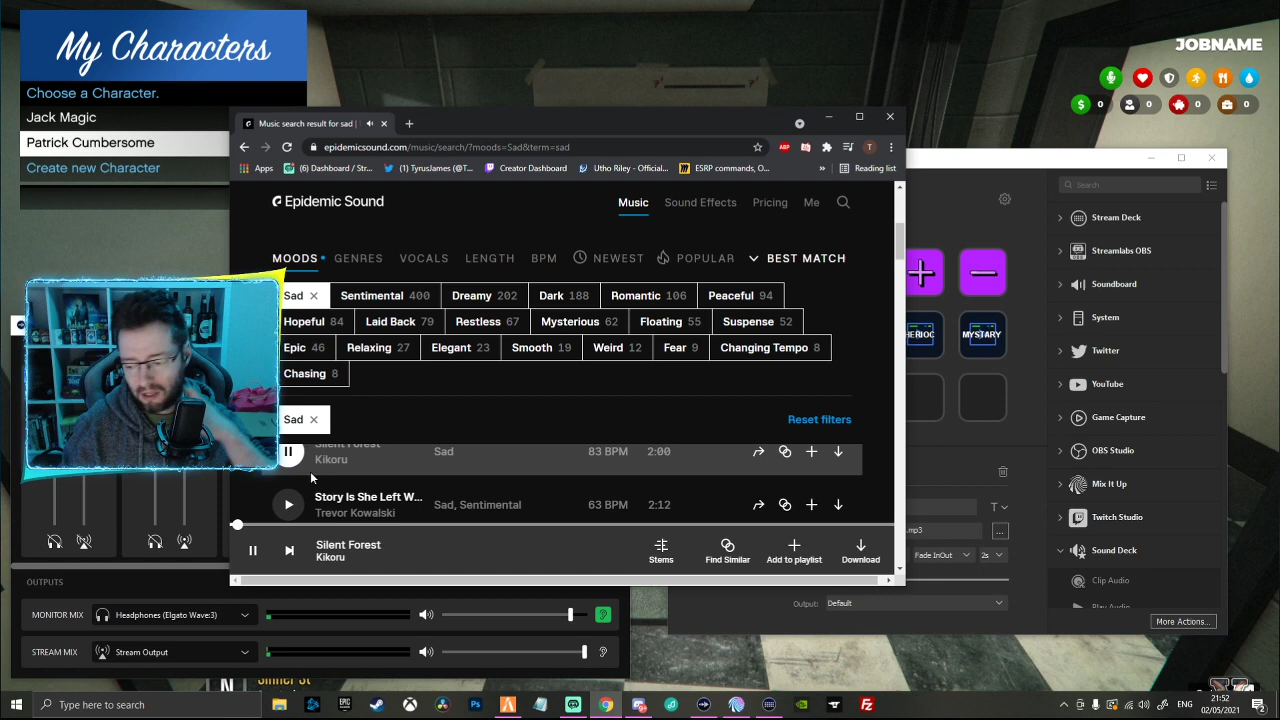 My Characters
Choose a Character.
Jack Magic
Patrick Cumbersome
Create new Character
JOBNAME
0 0 0 0
Music search result for sad |
epidemicsound.com/music/search/?moods=Sad&term=sad
Apps
(6) Dashboard / Str...
(1) TyrusJames (@T...
Creator Dashboard
Utho Riley - Official...
ESRP commands, O...
»
Reading list
Epidemic Sound
Music
Sound Effects
Pricing
Me
MOODS
GENRES
VOCALS
LENGTH
BPM
NEWEST
POPULAR
BEST MATCH
Sad
Sentimental 400
Dreamy 202
Dark 188
Romantic 106
Peaceful 94
Hopeful 84
Laid Back 79
Restless 67
Mysterious 62
Floating 55
Suspense 52
Epic 46
Relaxing 27
Elegant 23
Smooth 19
Weird 12
Fear 9
Changing Tempo 8
Chasing 8
Sad
Reset filters
Silent Forest
Kikoru
Sad
83 BPM
2:00
Story Is She Left W...
Trevor Kowalski
Sad, Sentimental
63 BPM
2:12
Silent Forest
Kikoru
Stems
Find Similar
Add to playlist
Download
MYSTARY
.mp3
Fade InOut
2s
Output:
Default
Search
Stream Deck
Streamlabs OBS
Soundboard
System
Twitter
YouTube
Game Capture
OBS Studio
Mix It Up
Twitch Studio
Sound Deck
Clip Audio
Play Audio
More Actions...
OUTPUTS
MONITOR MIX
Headphones (Elgato Wave:3)
STREAM MIX
Stream Output
Type here to search
ENG
21:52
02/05/2021